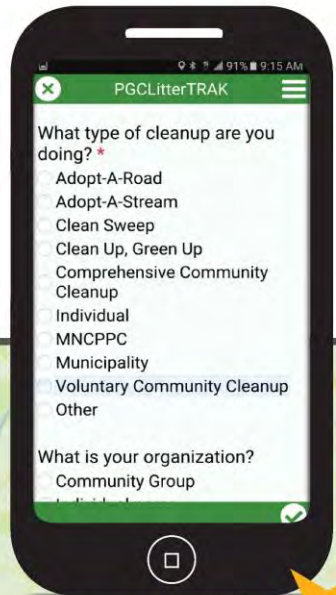 91% 9:15 AM
PGCLitterTRAK
What type of cleanup are you
doing? *
Adopt-A-Road
Adopt-A-Stream
Clean Sweep
Clean Up, Green Up
Comprehensive Community
Cleanup
Individual
MNCPPC
Municipality
Voluntary Community Cleanup
Other
What is your organization?
Community Group